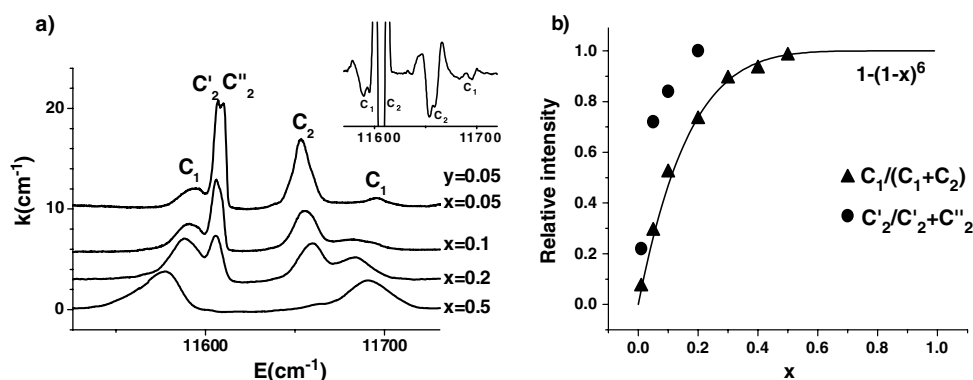 a)
k(cm⁻¹)
20
10
0
C₁
C'₂ C''₂
C₂
C₁
y=0.05
x=0.05
x=0.1
x=0.2
x=0.5
11600
11700
E(cm⁻¹)
C₁
C₂
C₂
C₁
11600
11720
b)
Relative intensity
1.0
0.8
0.6
0.4
0.2
0.0
1-(1-x)⁶
C₁/(C₁+C₂)
C'₂/C'₂+C''₂
0.0 0.2 0.4 0.6 0.8 1.0
x